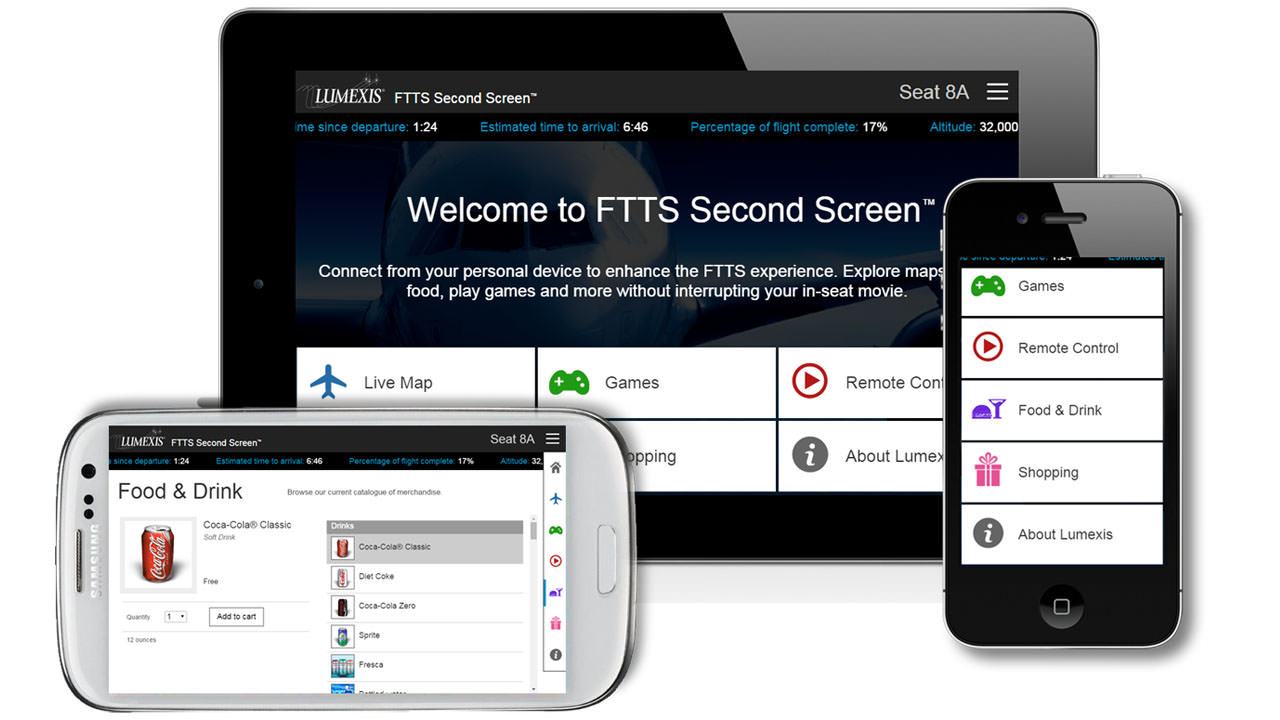 LUMEXIS FTTS Second Screen™ Seat 8A
ime since departure: 1:24 Estimated time to arrival: 6:46 Percentage of flight complete: 17% Altitude: 32,000
Welcome to FTTS Second Screen™
Connect from your personal device to enhance the FTTS experience. Explore maps
food, play games and more without interrupting your in-seat movie.
Live Map Games Remote Cont
opping About Lumex
SAMSUNG
LUMEXIS FTTS Second Screen™ Seat 8A
e since departure: 1:24 Estimated time to arrival: 6:46 Percentage of flight complete: 17% Altitude: 32,
Food & Drink Browse our current catalogue of merchandise.
Coca-Cola® Classic
Soft Drink
Free
Quantity 1 Add to cart
12 ounces
Coca-Cola
Drinks
Coca-Cola® Classic
Diet Coke
Coca-Cola Zero
Sprite
Fresca
Bottled water
e since departure: 1:24 Estimated t
Games
Remote Control
Food & Drink
Shopping
About Lumexis